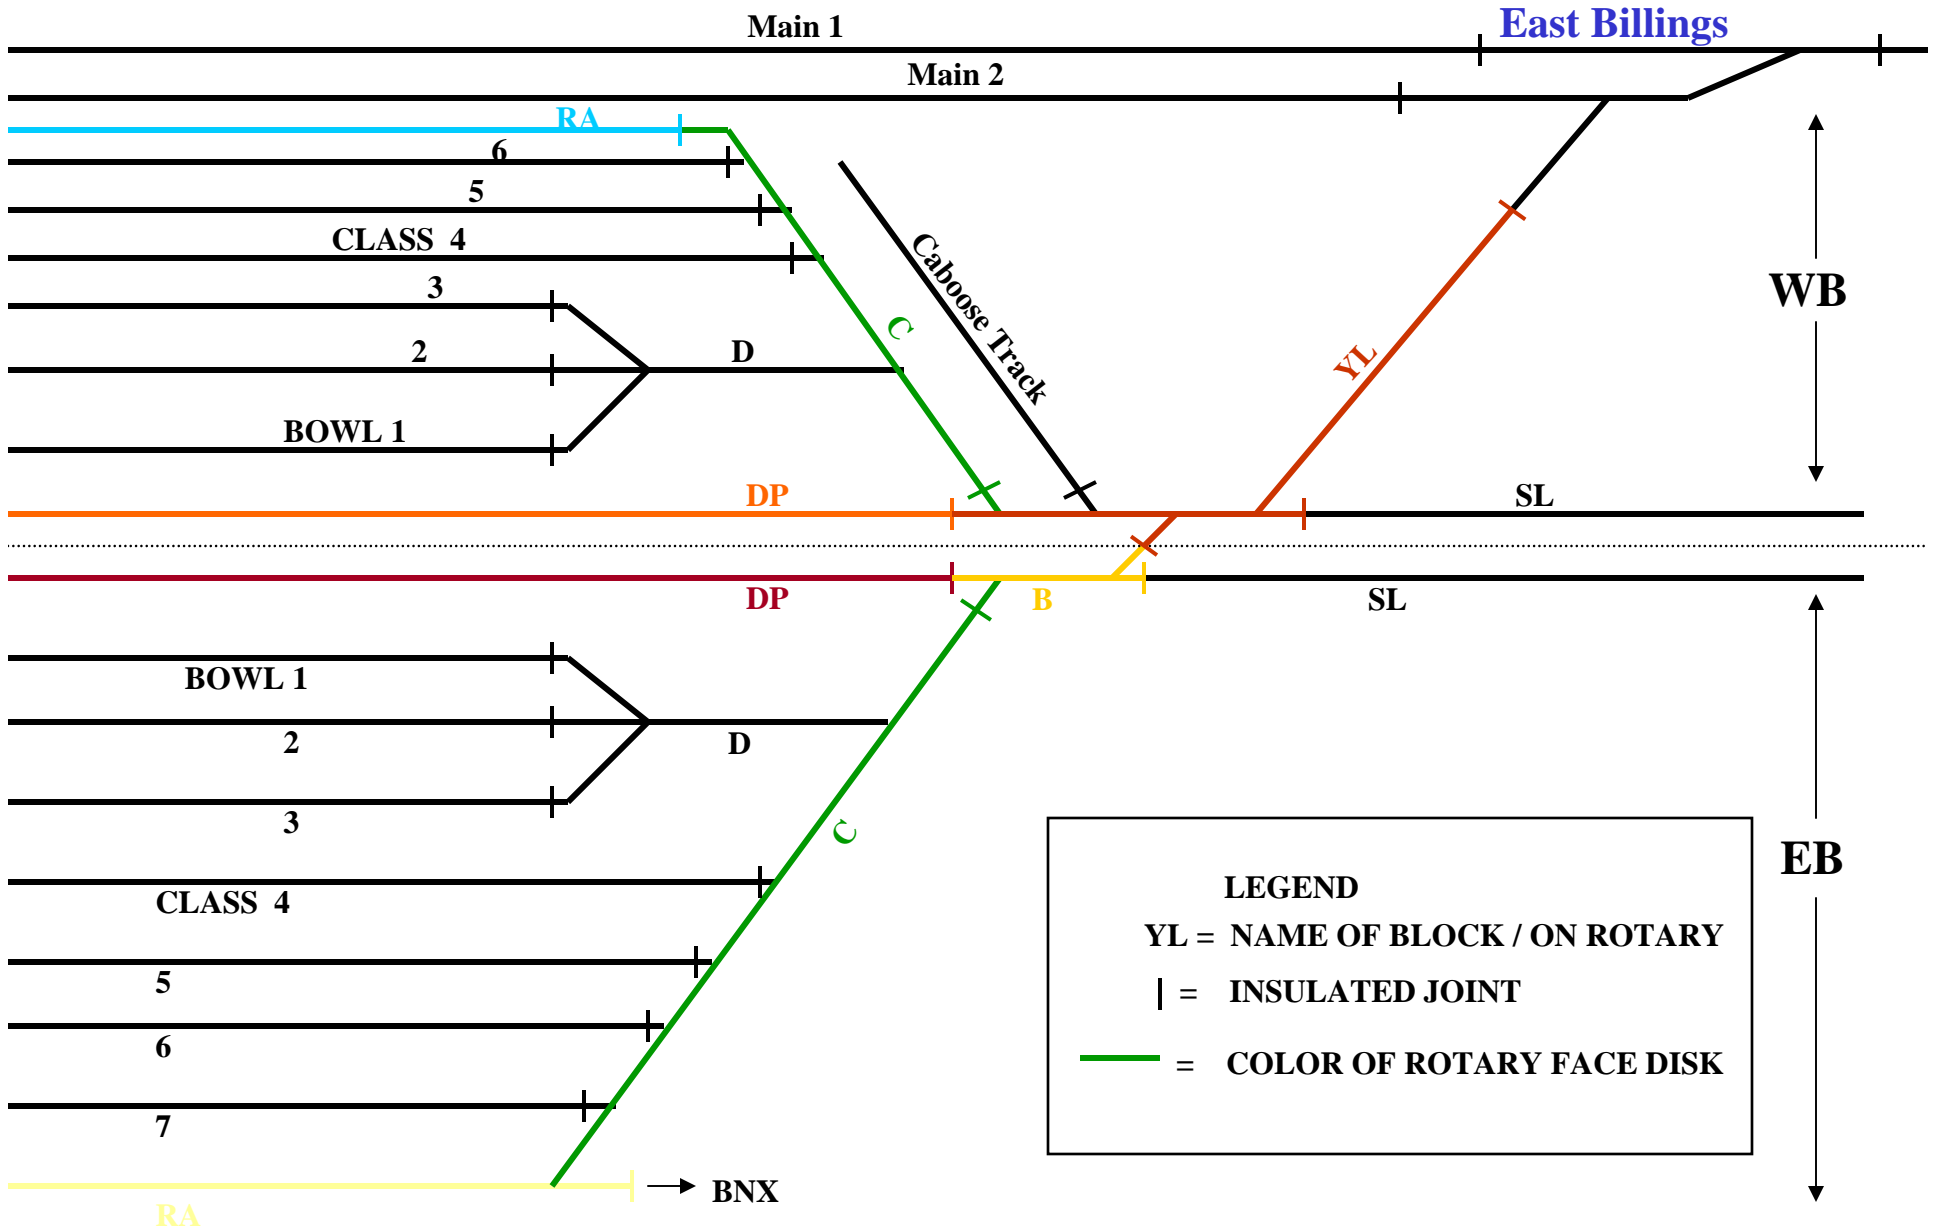 Main 1
East Billings
Main 2
RA
6
5
CLASS 4
3
2
D
BOWL 1
C
Caboose Track
YL
WB
DP
SL
DP
B
SL
BOWL 1
2
D
3
C
CLASS 4
5
6
7
RA
BNX
EB
LEGEND
YL = NAME OF BLOCK / ON ROTARY
| = INSULATED JOINT
= COLOR OF ROTARY FACE DISK